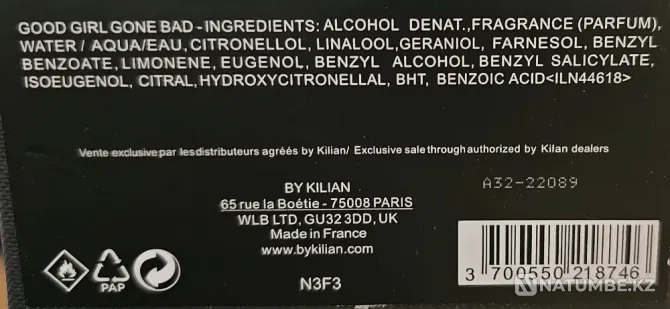 GOOD GIRL GONE BAD - INGREDIENTS: ALCOHOL DENAT., FRAGRANCE (PARFUM),
WATER / AQUA/EAU, CITRONELLOL, LINALOOL, GERANIOL, FARNESOL, BENZYL
BENZOATE, LIMONENE, EUGENOL, BENZYL ALCOHOL, BENZYL SALICYLATE,
ISOEUGENOL, CITRAL, HYDROXYCITRONELLAL, BHT, BENZOIC ACID<ILN44618>
Vente exclusive par les distributeurs agréés by Kilian/ Exclusive sale through authorized by Kilan dealers
BY KILIAN
65 rue la Boétie - 75008 PARIS
WLB LTD, GU32 3DD, UK
Made in France
www.bykilian.com
N3F3
A32-22089
PAP
3 700550 218746
NATUMBE.KZ